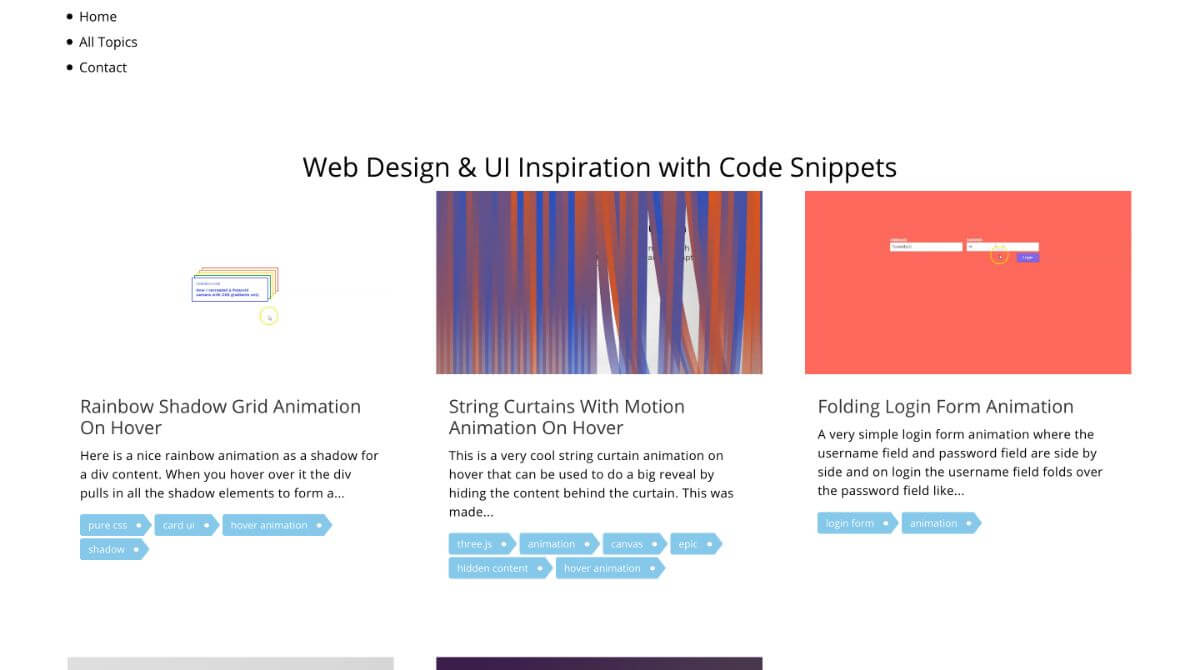 Home
All Topics
Contact
Web Design & UI Inspiration with Code Snippets
Rainbow Shadow Grid Animation
On Hover
Here is a nice rainbow animation as a shadow for
a div content. When you hover over it the div
pulls in all the shadow elements to form a...
pure css
card ui
hover animation
shadow
String Curtains With Motion
Animation On Hover
This is a very cool string curtain animation on
hover that can be used to do a big reveal by
hiding the content behind the curtain. This was
made...
three.js
animation
canvas
epic
hidden content
hover animation
Login
Folding Login Form Animation
A very simple login form animation where the
username field and password field are side by
side and on login the username field folds over
the password field like...
login form
animation